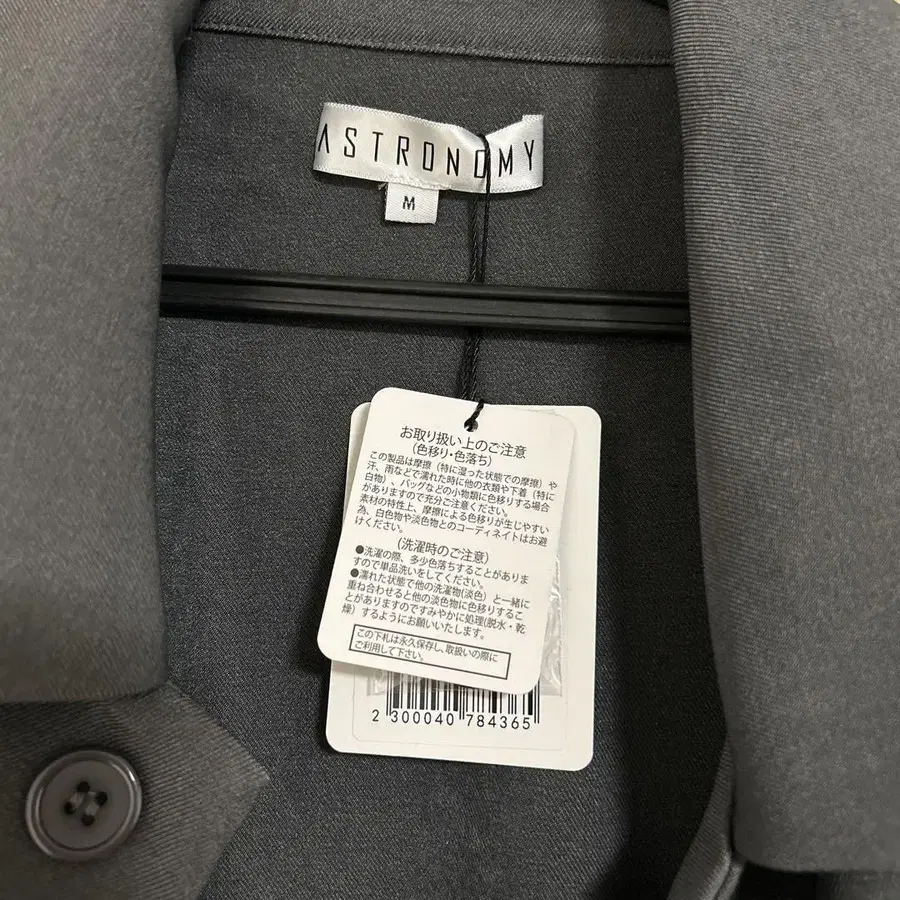 ASTRONOMY
M
お取り扱い上のご注意
(色移り・色落ち)
この製品は摩擦(特に湿った状態での摩擦)や
汗、雨などで濡れた時に他の衣類や下着(特に
白物)、バッグなどの小物類に色移りする場合
がありますので充分ご注意ください。
素材の特性上、摩擦による色移りが生じやすい
為、白色物や淡色物とのコーディネイトはお避
けください。
(洗濯時のご注意)
●洗濯の際、多少色落ちすることがありま
すので単品洗いをしてください。
●濡れた状態で他の洗濯物(淡色)と一緒に
重ね合わせると他の淡色物に色移りするこ
とがありますのですみやかに処理(脱水・乾
燥)するようにお願いいたします。
この下札は永久保存し、取扱いの際に
ご利用して下さい。
2 300040 784365